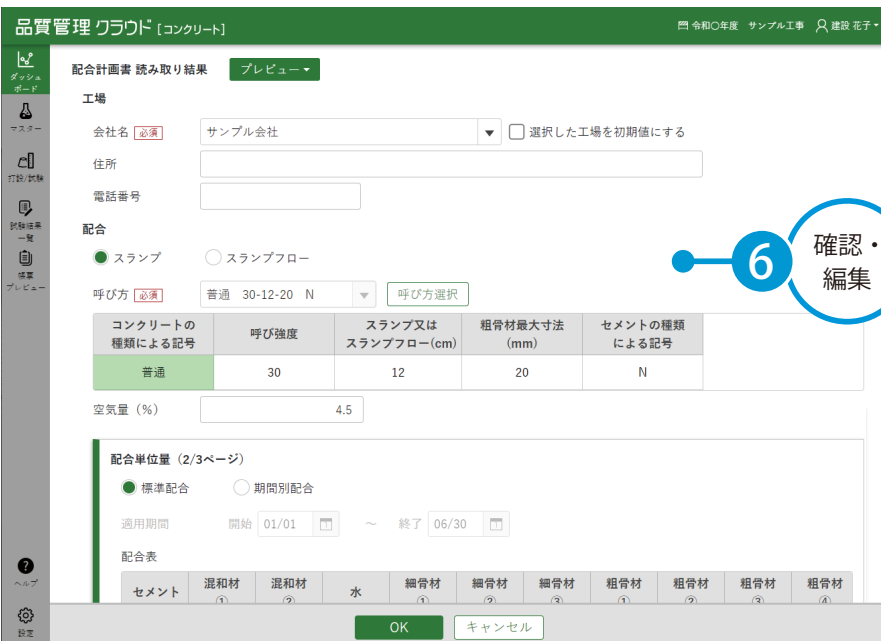 品質管理 クラウド [コンクリート]
令和〇年度 サンプル工事 建設 花子
ダッシュ
ボード
マスター
打設/試験
試験結果
一覧
帳票
プレビュー
ヘルプ
設定
配合計画書 読み取り結果 プレビュー
工場
会社名 必須 サンプル会社 選択した工場を初期値にする
住所
電話番号
配合
スランプ スランプフロー
呼び方 必須 普通 30-12-20 N 呼び方選択
コンクリートの
種類による記号
呼び強度
スランプ又は
スランプフロー(cm)
粗骨材最大寸法
(mm)
セメントの種類
による記号
普通 30 12 20 N
空気量（%） 4.5
6
確認・
編集
配合単位量（2/3ページ）
標準配合 期間別配合
適用期間 開始 01/01 ～ 終了 06/30
配合表
セメント 混和材① 混和材② 水 細骨材① 細骨材② 細骨材③ 粗骨材① 粗骨材② 粗骨材③ 粗骨材④
OK キャンセル